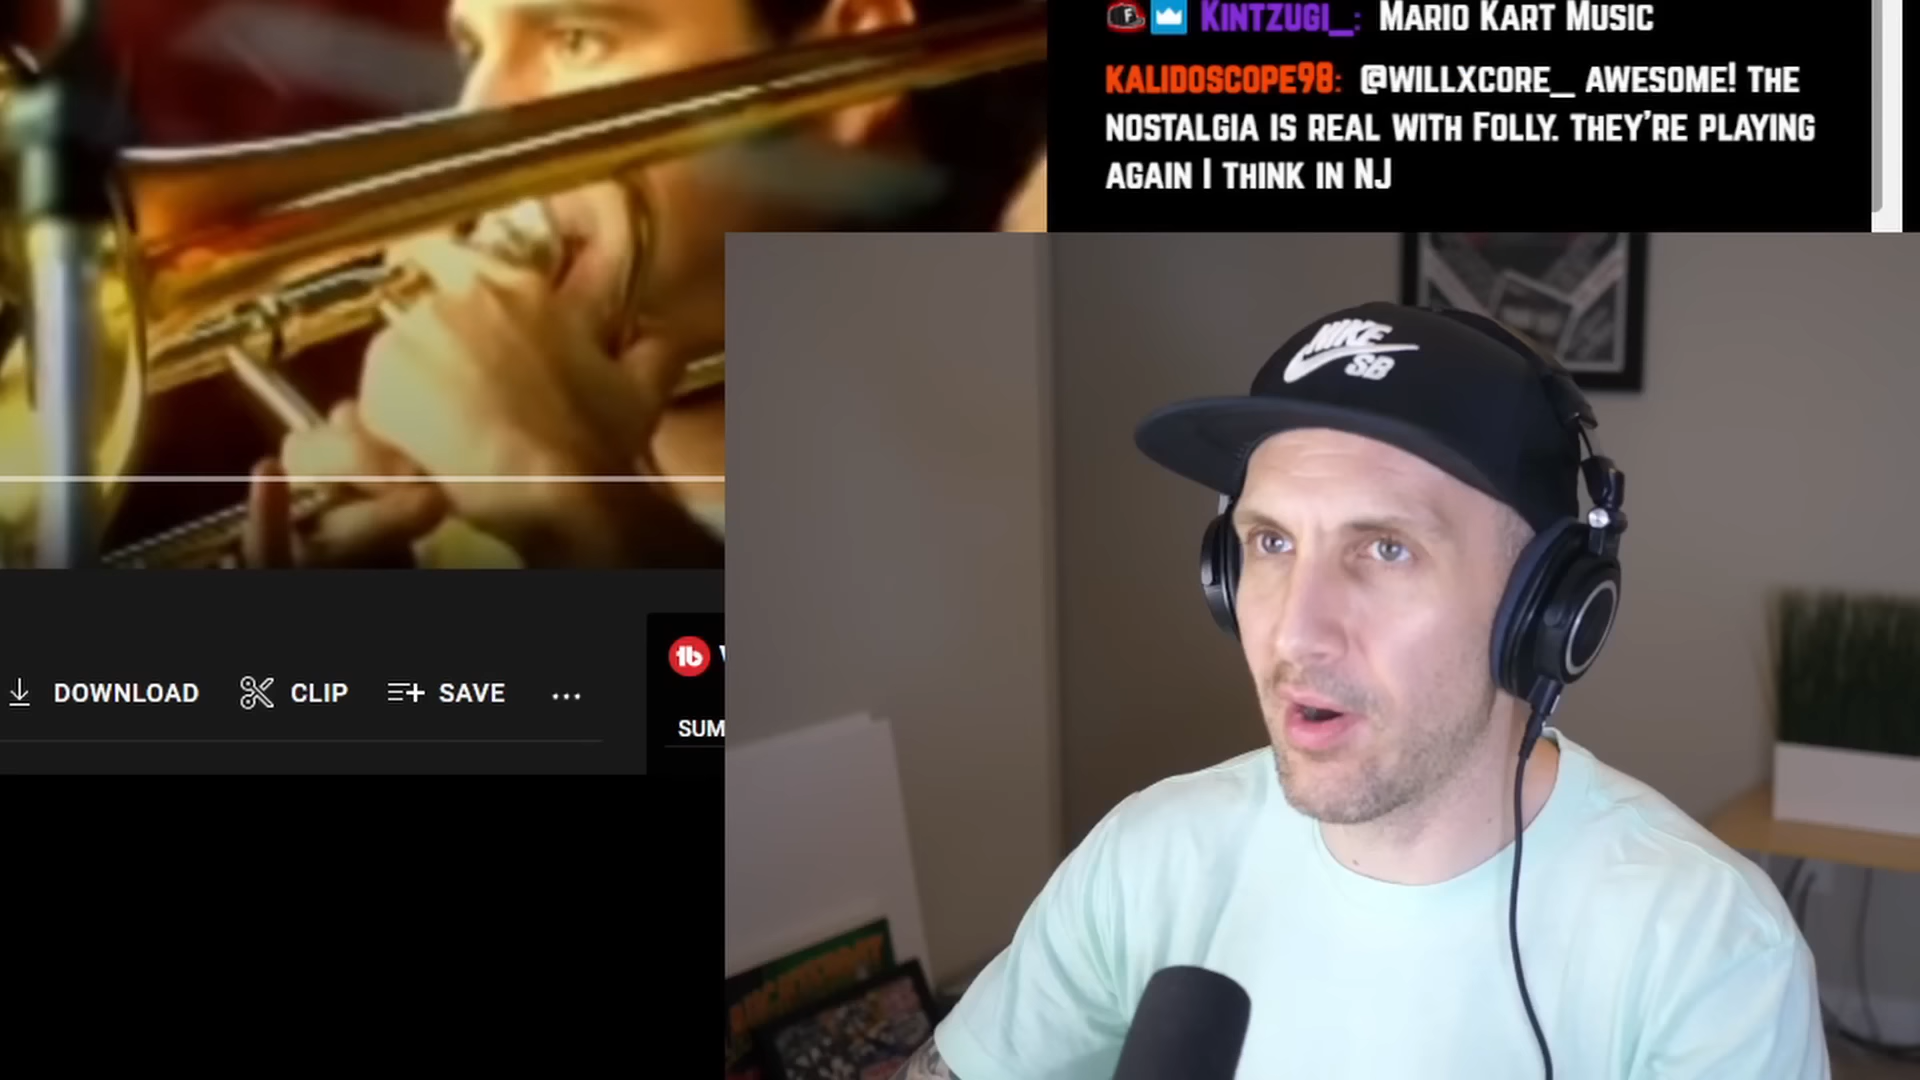 KINTZUGI_: MARIO KART MUSIC
KALIDOSCOPE98: @WILLXCORE_ AWESOME! THE
NOSTALGIA IS REAL WITH FOLLY. THEY'RE PLAYING
AGAIN I THINK IN NJ
NIKE
SB
DOWNLOAD
CLIP
SAVE
...
tb
SUM